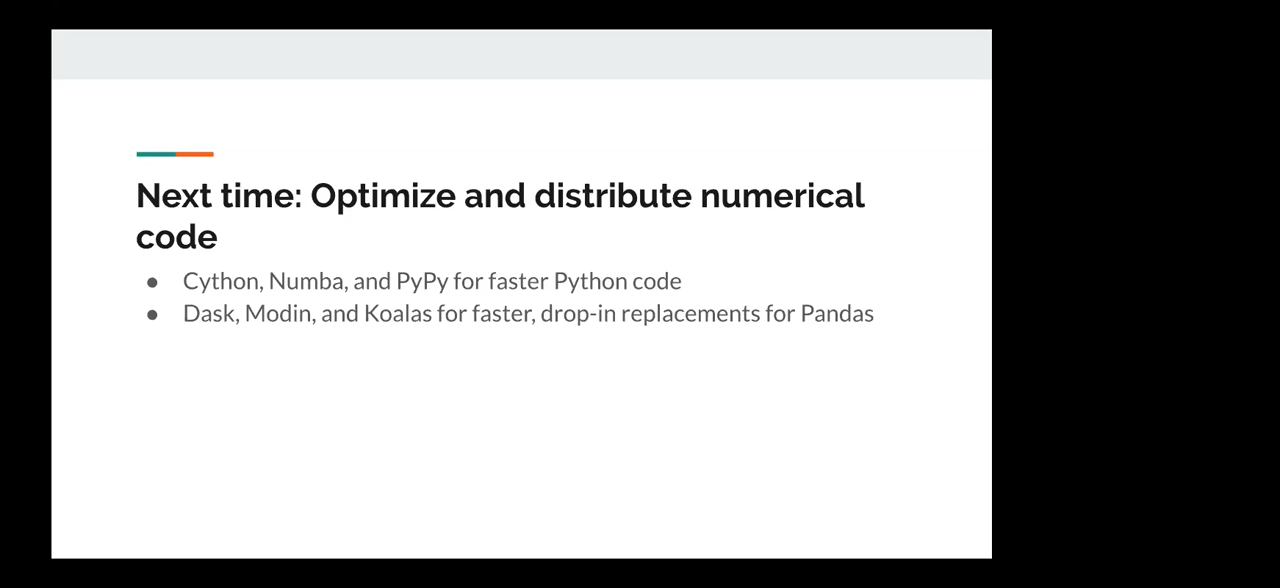 Next time: Optimize and distribute numerical
code
● Cython, Numba, and PyPy for faster Python code
● Dask, Modin, and Koalas for faster, drop-in replacements for Pandas